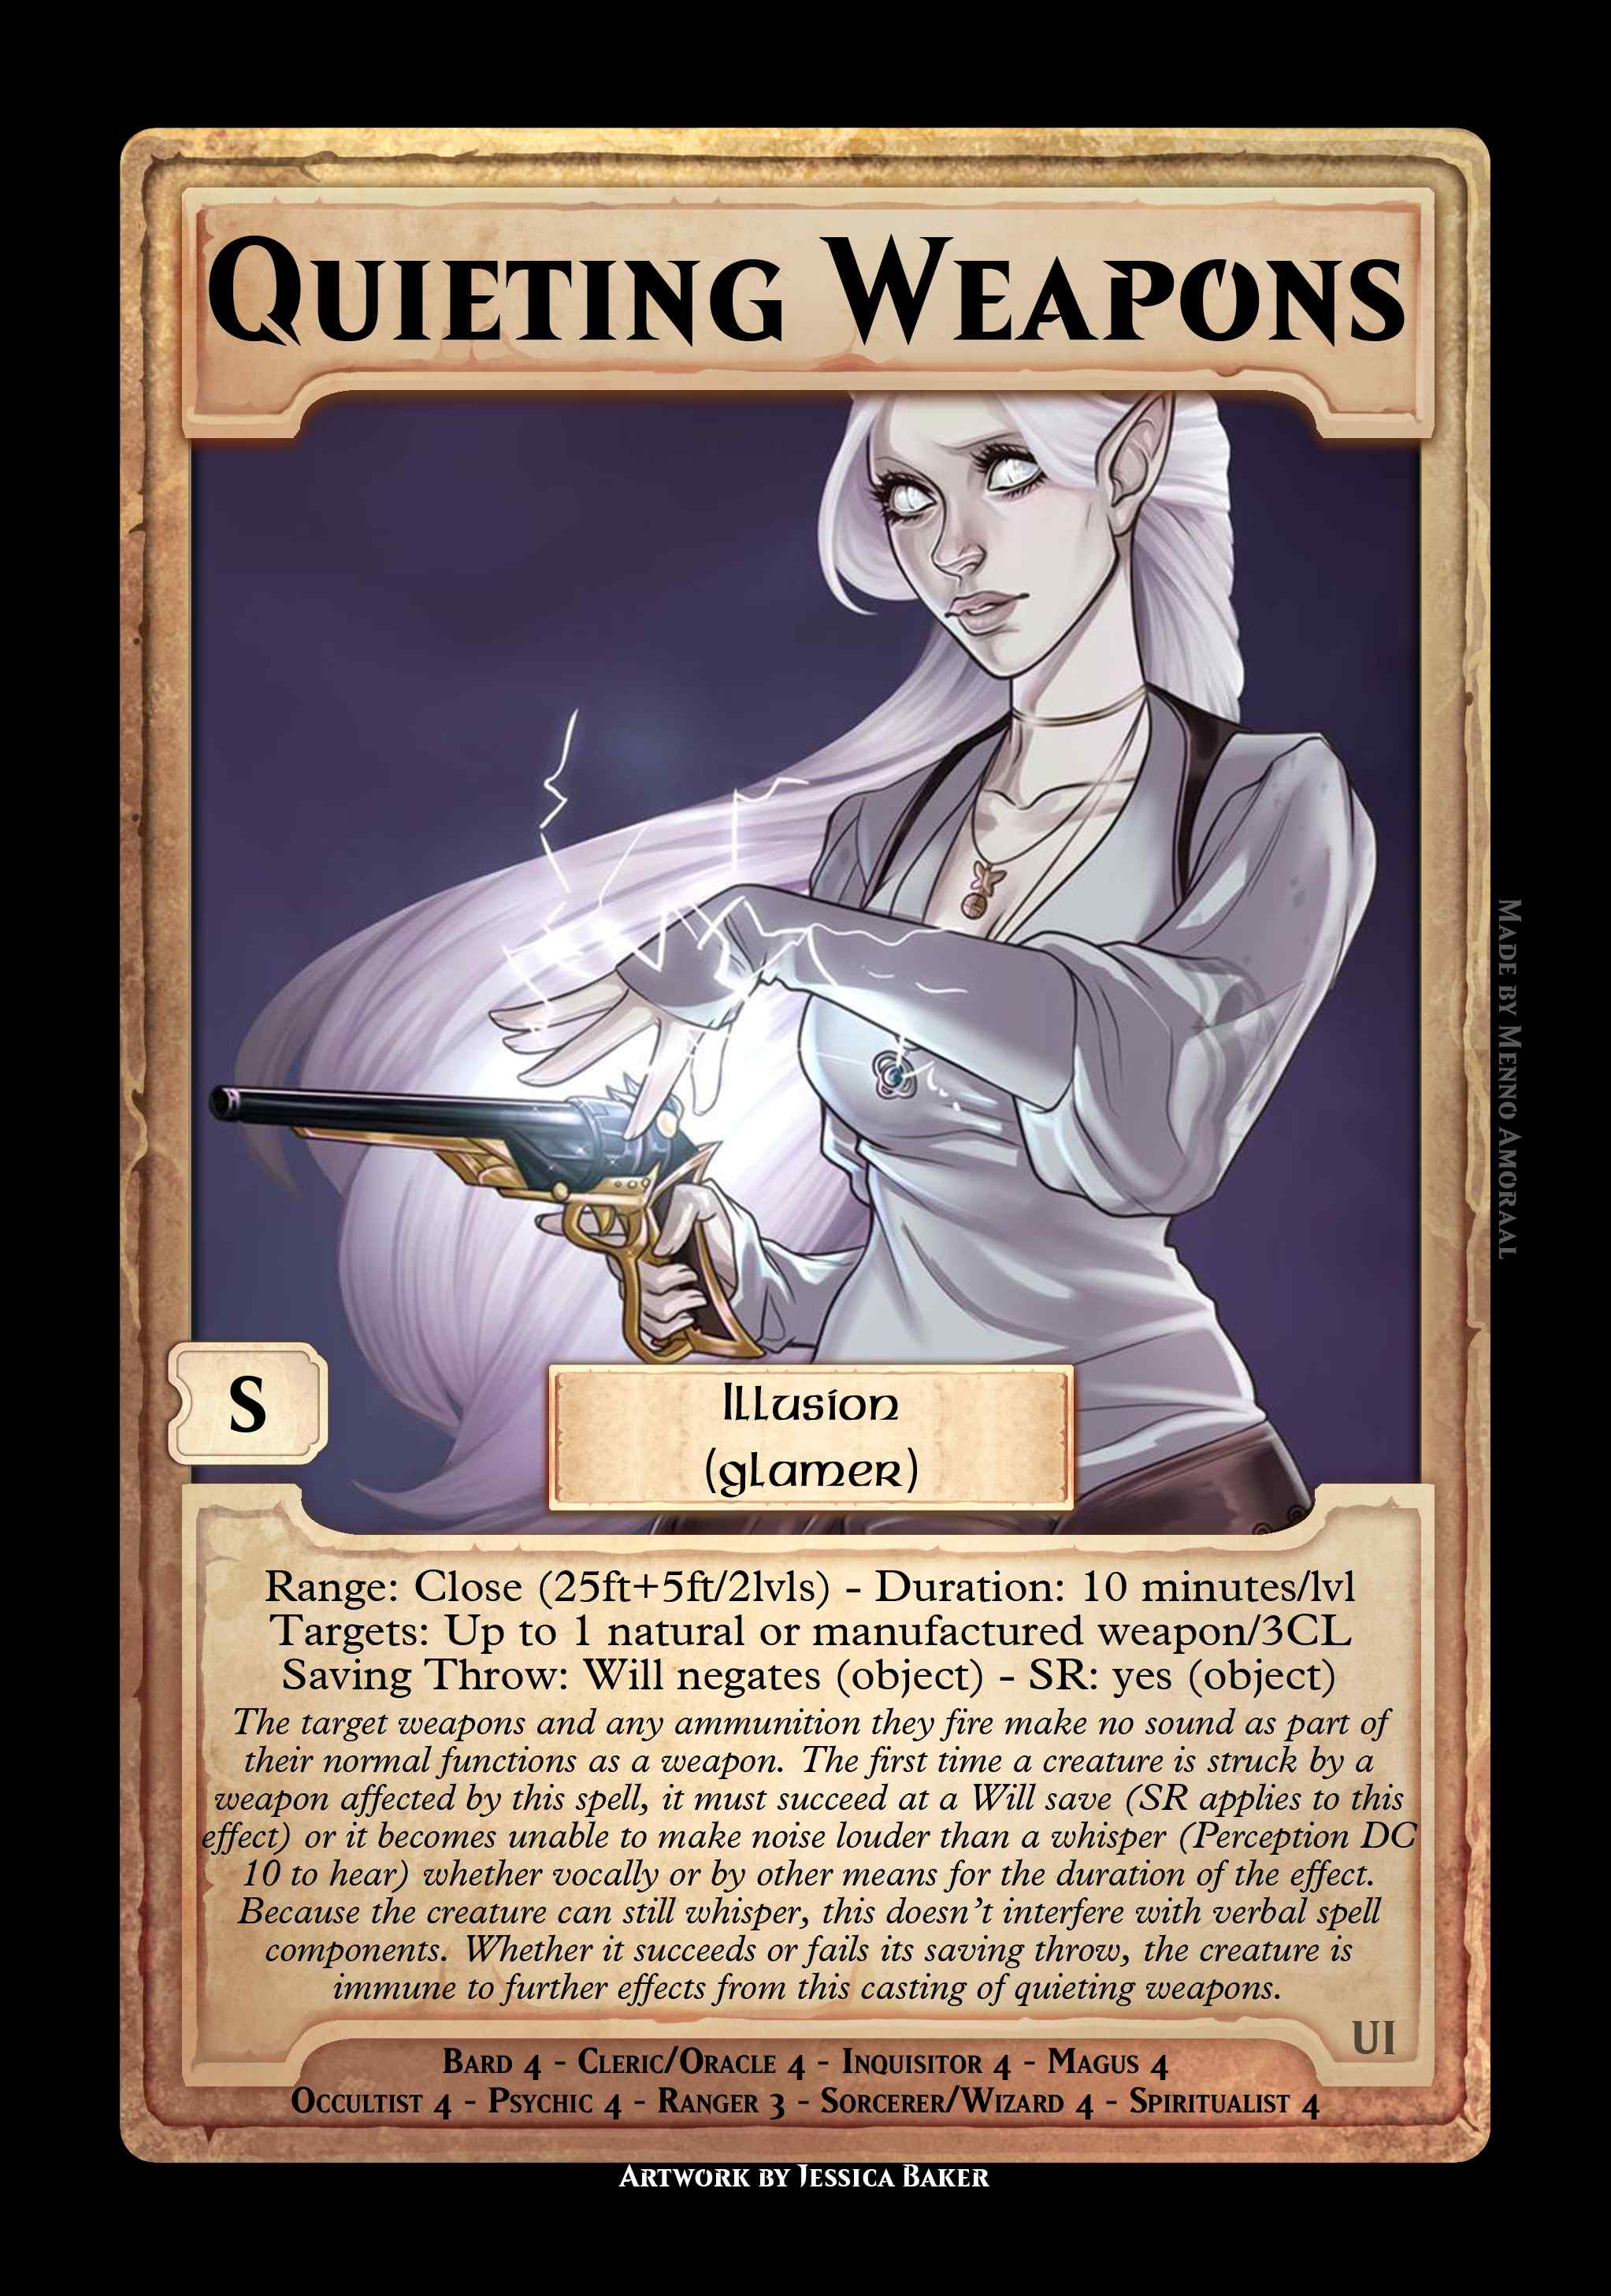 Quieting Weapons
S
Illusion
(glamer)
Range: Close (25ft+5ft/2lvls) - Duration: 10 minutes/lvl
Targets: Up to 1 natural or manufactured weapon/3CL
Saving Throw: Will negates (object) - SR: yes (object)
The target weapons and any ammunition they fire make no sound as part of
their normal functions as a weapon. The first time a creature is struck by a
weapon affected by this spell, it must succeed at a Will save (SR applies to this
effect) or it becomes unable to make noise louder than a whisper (Perception DC
10 to hear) whether vocally or by other means for the duration of the effect.
Because the creature can still whisper, this doesn't interfere with verbal spell
components. Whether it succeeds or fails its saving throw, the creature is
immune to further effects from this casting of quieting weapons.
UI
Bard 4 - Cleric/Oracle 4 - Inquisitor 4 - Magus 4
Occultist 4 - Psychic 4 - Ranger 3 - Sorcerer/Wizard 4 - Spiritualist 4
Artwork by Jessica Baker
Made by Menno Amoraal